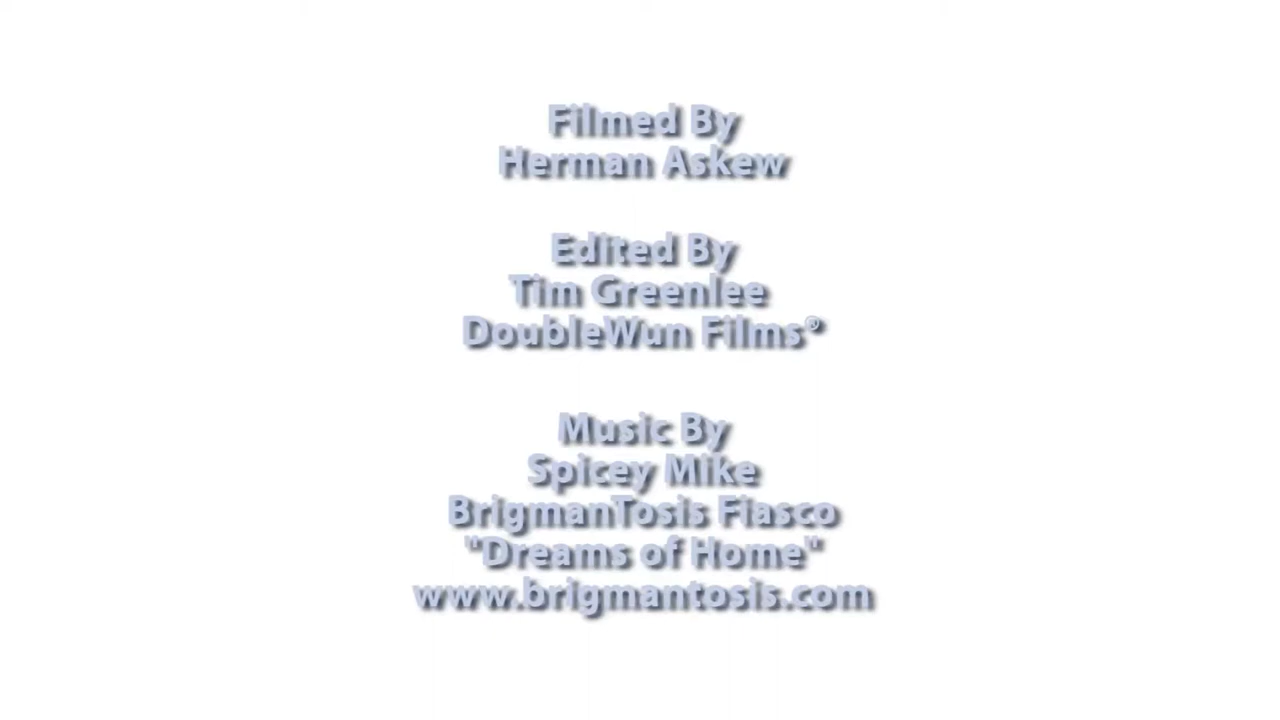 Filmed By
Herman Askew
Edited By
Tim Greenlee
DoubleWun Films®
Music By
Spicey Mike
BrigmanTosis Fiasco
"Dreams of Home"
www.brigmantosis.com